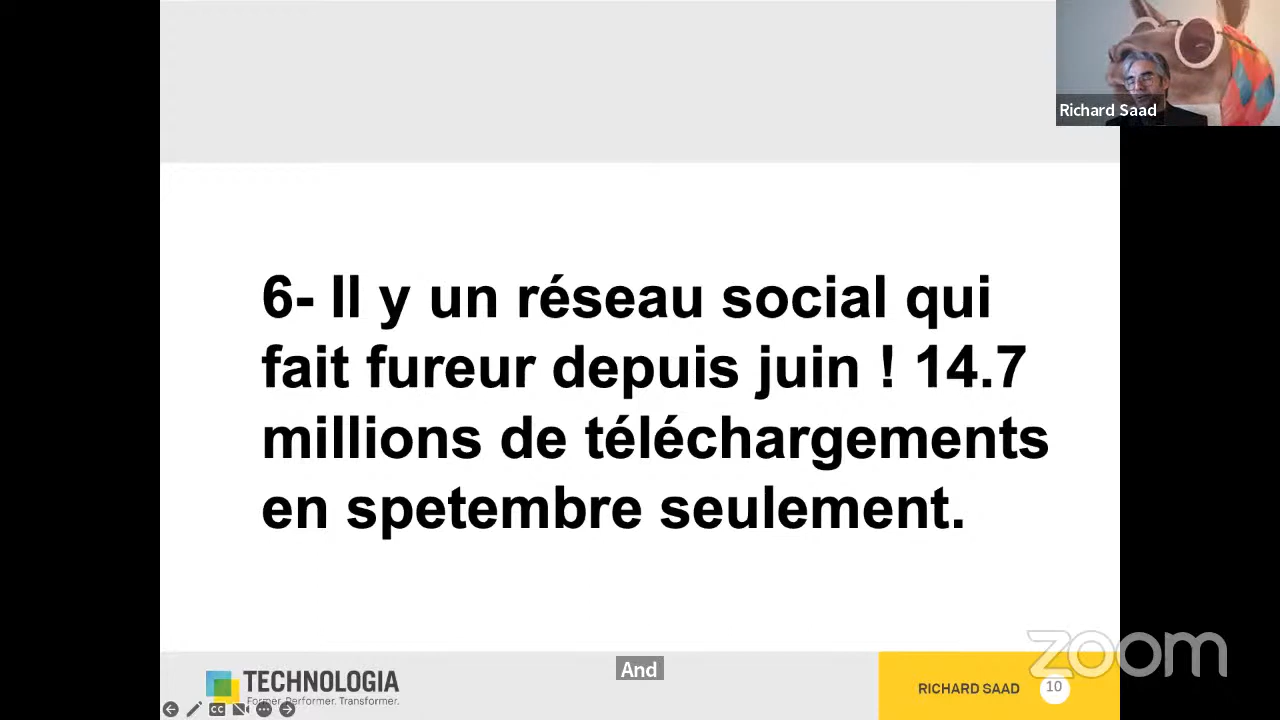 Richard Saad
6- Il y un réseau social qui
fait fureur depuis juin ! 14.7
millions de téléchargements
en spetembre seulement.
zoom
TECHNOLOGIA
Former. Performer. Transformer.
And
RICHARD SAAD
10
CC